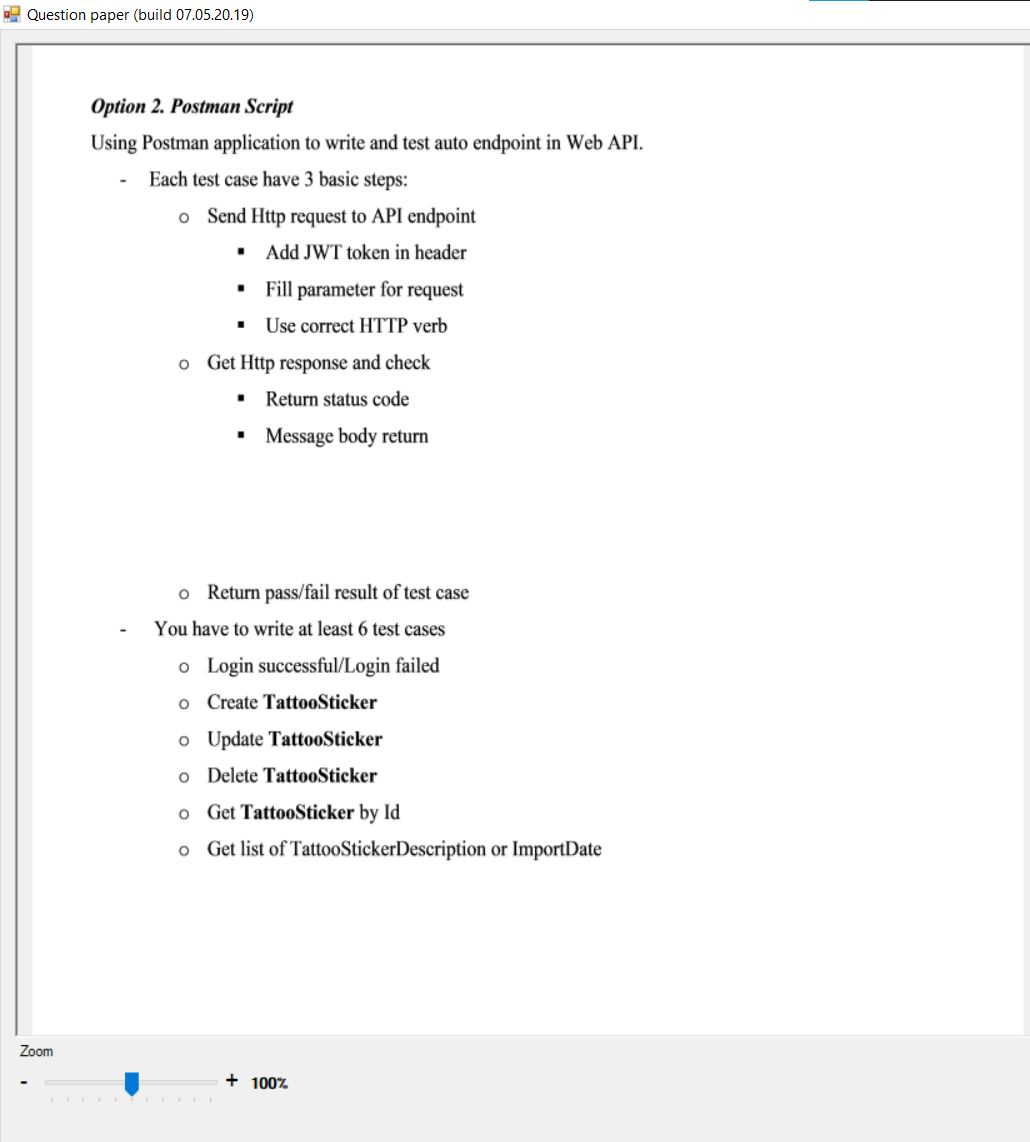 Question paper (build 07.05.20.19)
Option 2. Postman Script
Using Postman application to write and test auto endpoint in Web API.
- Each test case have 3 basic steps:
o Send Http request to API endpoint
▪ Add JWT token in header
▪ Fill parameter for request
▪ Use correct HTTP verb
o Get Http response and check
▪ Return status code
▪ Message body return
o Return pass/fail result of test case
- You have to write at least 6 test cases
o Login successful/Login failed
o Create TattooSticker
o Update TattooSticker
o Delete TattooSticker
o Get TattooSticker by Id
o Get list of TattooStickerDescription or ImportDate
Zoom
- + 100%